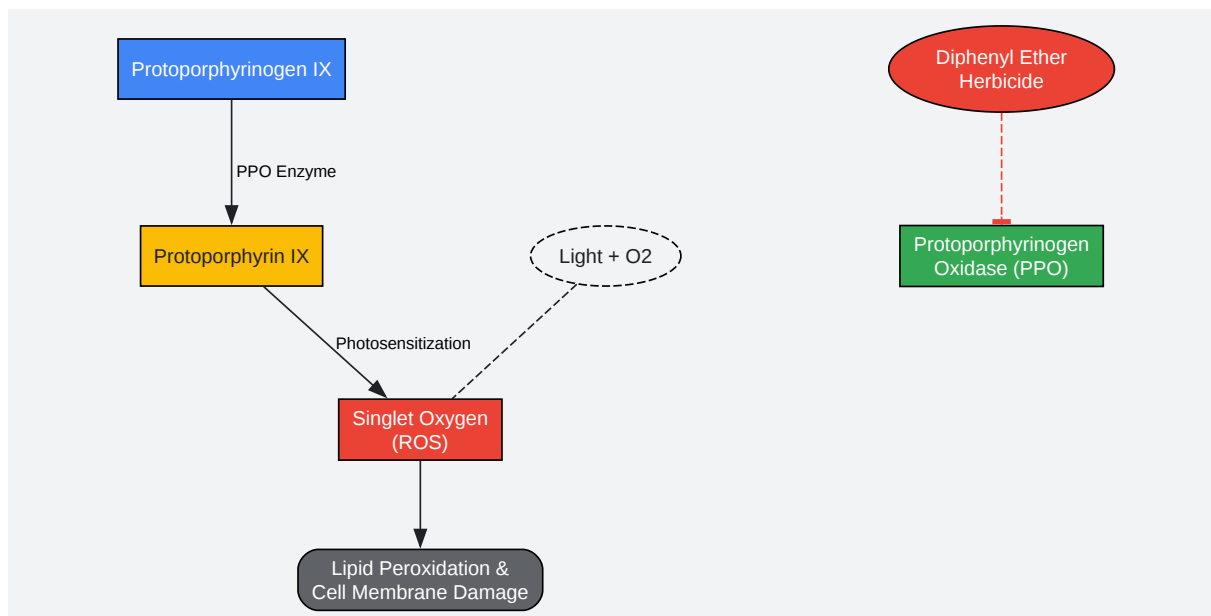 Protoporphyrinogen IX
Diphenyl Ether
Herbicide
PPO Enzyme
Protoporphyrin IX
Light + O2
Protoporphyrinogen
Oxidase (PPO)
Photosensitization
Singlet Oxygen
(ROS)
Lipid Peroxidation &
Cell Membrane Damage